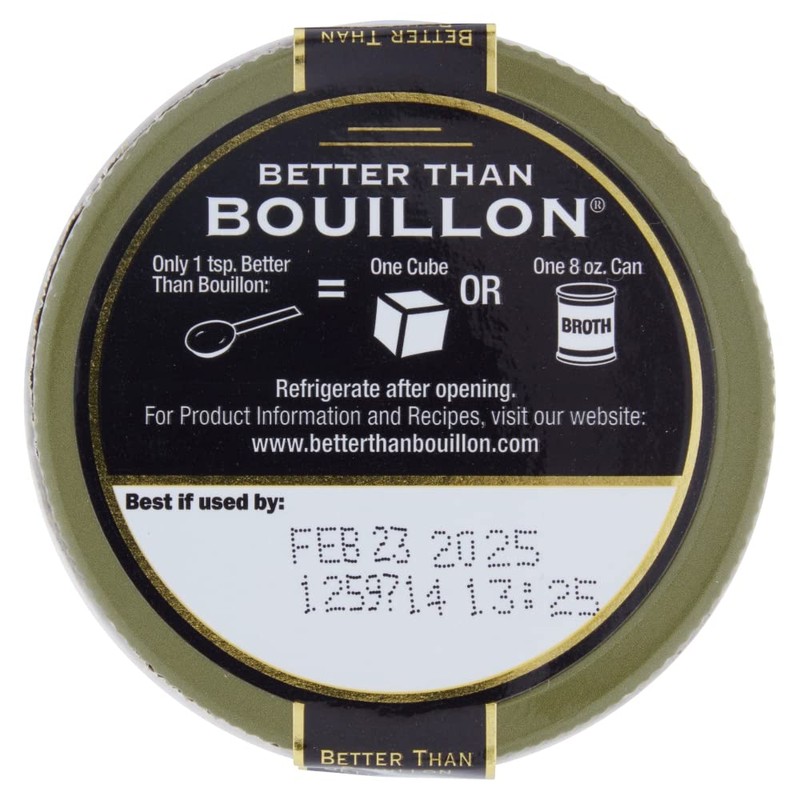 BETTER THAN
BETTER THAN
BOUILLON®
Only 1 tsp. Better
Than Bouillon:
=
One Cube
OR
One 8 oz. Can
BROTH
Refrigerate after opening.
For Product Information and Recipes, visit our website:
www.betterthanbouillon.com
Best if used by:
FEB 23 2025
1259714 13:25
BETTER THAN